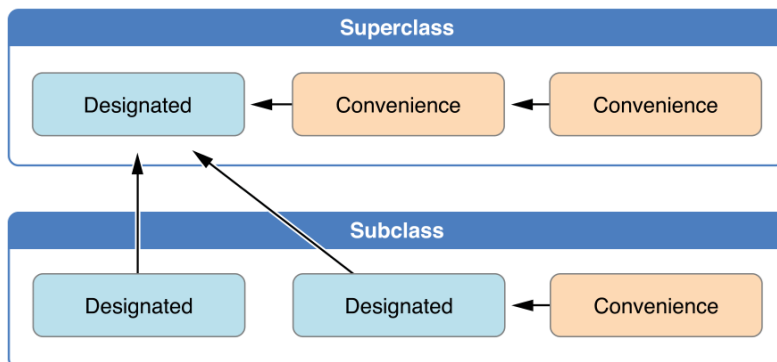 Superclass
Designated
Convenience
Convenience
Subclass
Designated
Designated
Convenience